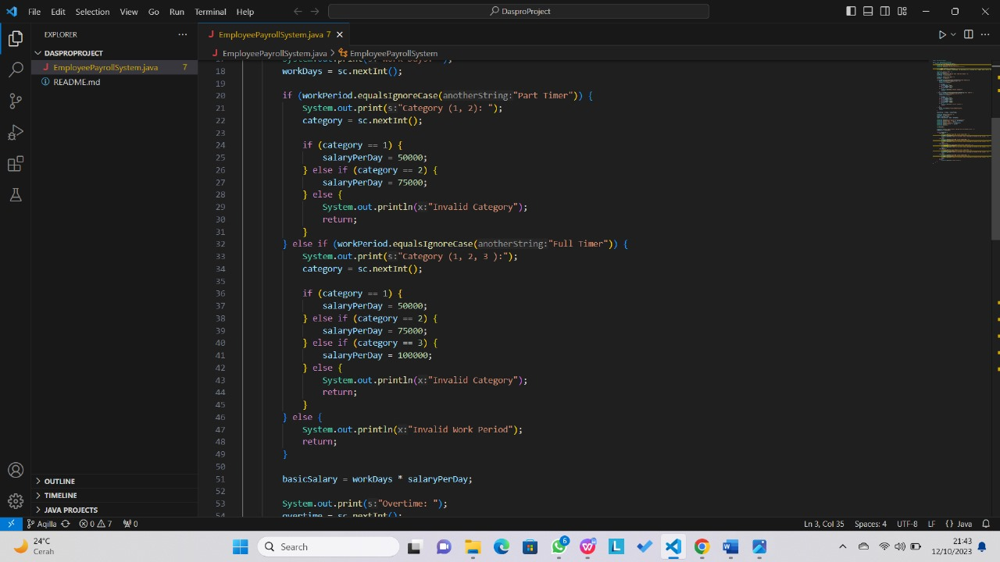 File Edit Selection View Go Run Terminal Help
DasproProject
EXPLORER
DASPROPROJECT
J EmployeePayrollSystem.java 7
README.md
J EmployeePayrollSystem.java 7
J EmployeePayrollSystem.java > EmployeePayrollSystem
18 workDays = sc.nextInt();
19
20 if (workPeriod.equalsIgnoreCase(anotherString:"Part Timer")) {
21 System.out.print(s:"Category (1, 2): ");
22 category = sc.nextInt();
23
24 if (category == 1) {
25 salaryPerDay = 50000;
26 } else if (category == 2) {
27 salaryPerDay = 75000;
28 } else {
29 System.out.println(x:"Invalid Category");
30 return;
31 }
32 } else if (workPeriod.equalsIgnoreCase(anotherString:"Full Timer")) {
33 System.out.print(s:"Category (1, 2, 3 ):");
34 category = sc.nextInt();
35
36 if (category == 1) {
37 salaryPerDay = 50000;
38 } else if (category == 2) {
39 salaryPerDay = 75000;
40 } else if (category == 3) {
41 salaryPerDay = 100000;
42 } else {
43 System.out.println(x:"Invalid Category");
44 return;
45 }
46 } else {
47 System.out.println(x:"Invalid Work Period");
48 return;
49 }
50
51 basicSalary = workDays * salaryPerDay;
52
53 System.out.print(s:"Overtime: ");
54 overtime = sc.nextInt();
OUTLINE
TIMELINE
JAVA PROJECTS
Aqilla 0 7 0
Ln 3, Col 35 Spaces: 4 UTF-8 LF {} Java
24°C
Cerah
Search
6
21:43
12/10/2023